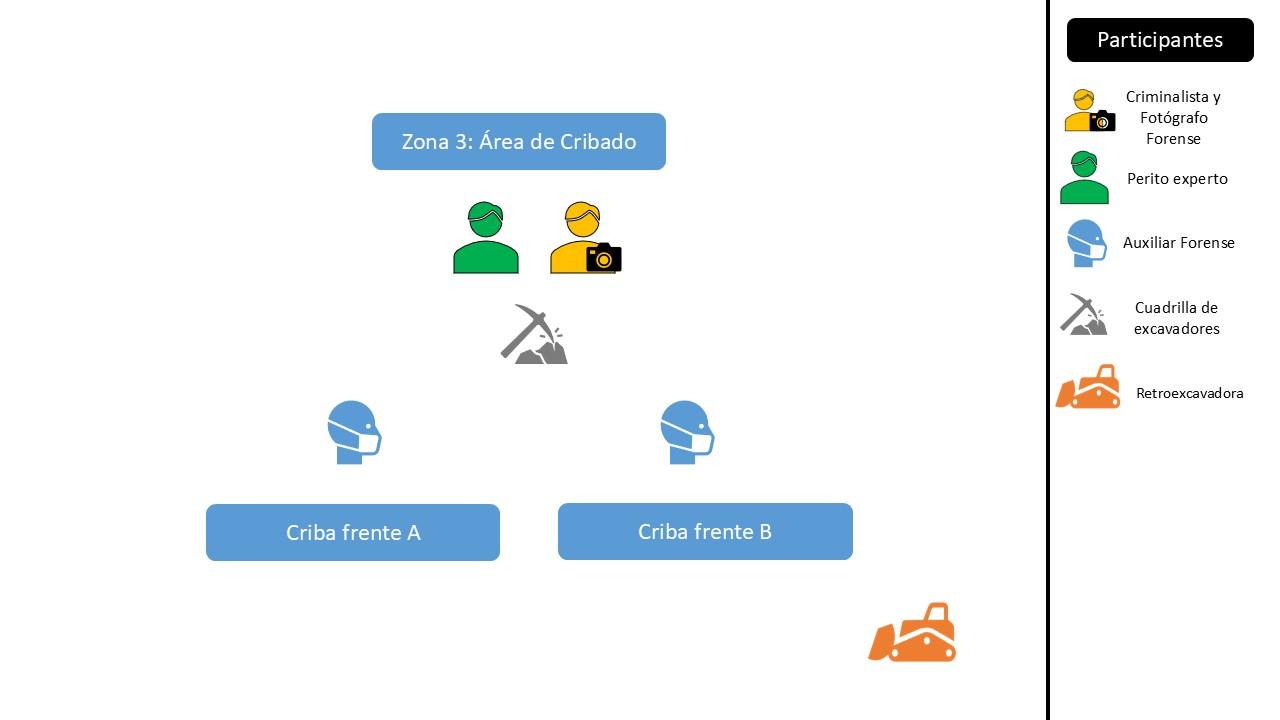 Participantes
Criminalista y
Fotógrafo
Forense
Zona 3: Área de Cribado
Perito experto
Auxiliar Forense
Cuadrilla de
excavadores
Retroexcavadora
Criba frente A
Criba frente B